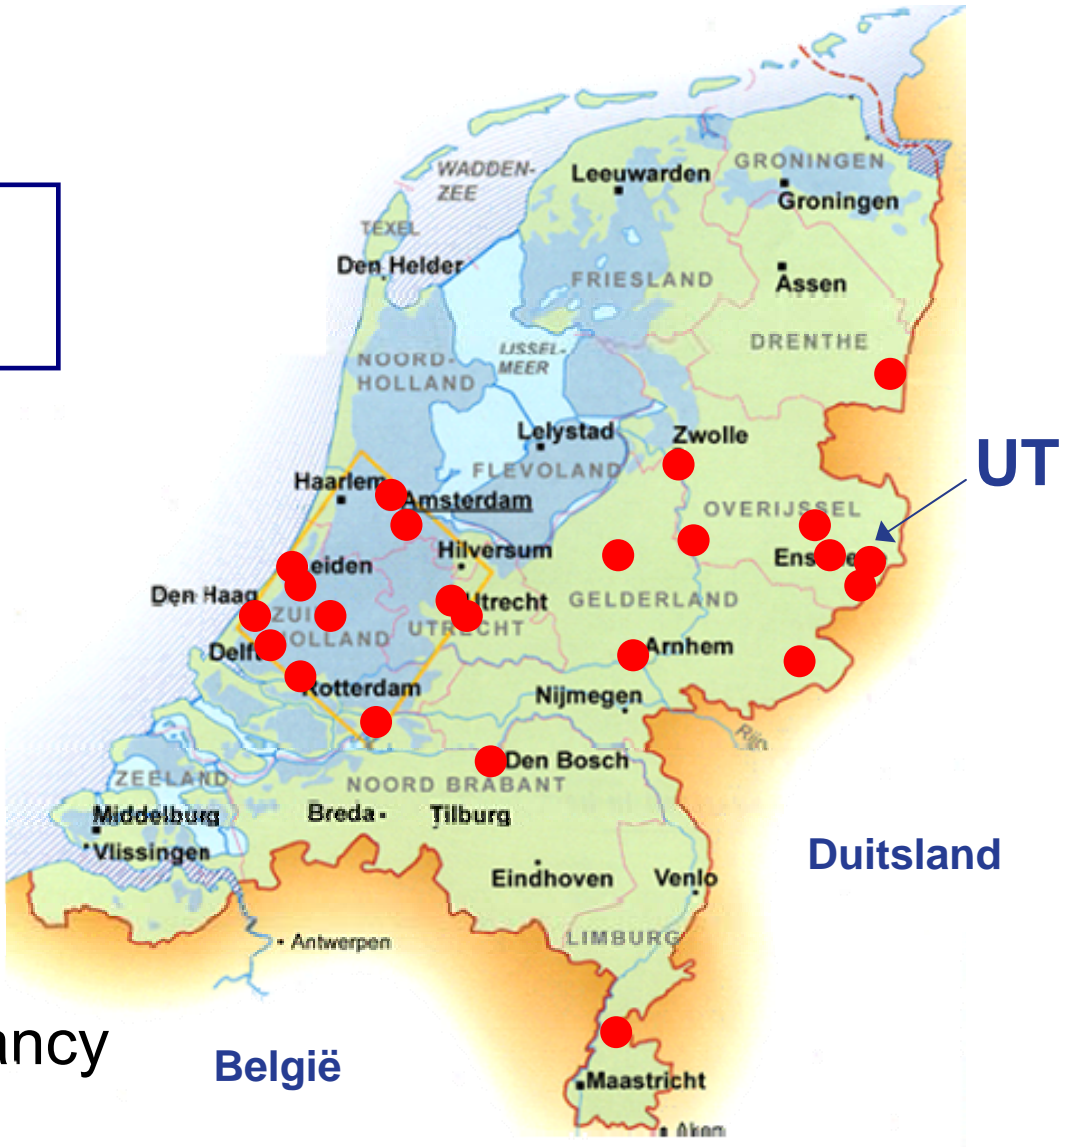 WADDEN-
ZEE
Leeuwarden
GRONINGEN
Groningen
TEXEL
Den Helder
FRIESLAND
Assen
DRENTHE
NOORD-
HOLLAND
IJSSEL-
MEER
Lelystad
Zwolle
UT
FLEVOLAND
Haarlem
Amsterdam
OVERIJSSEL
Hilversum
eiden
Ens
e
Den Haag
Utrecht
GELDERLAND
ZUI
HOLLAND
UTRECHT
Delft
Arnhem
Rotterdam
Nijmegen
Rijn
Den Bosch
ZEELAND
NOORD BRABANT
Middelburg
Breda
Tilburg
Vlissingen
Duitsland
Eindhoven
Venlo
LIMBURG
Antwerpen
ancy
België
Maastricht